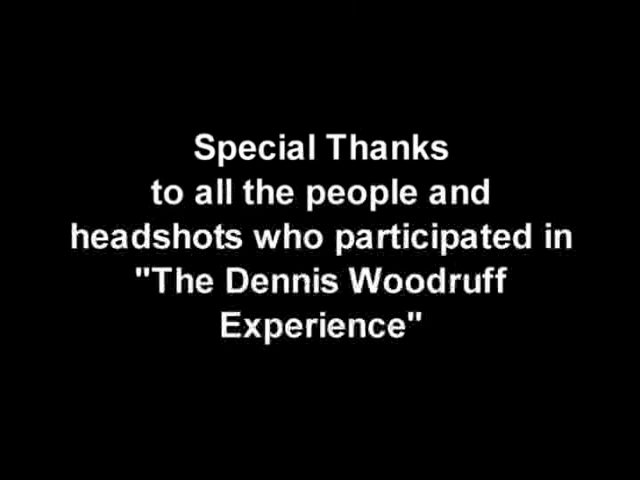 Special Thanks
to all the people and
headshots who participated in
"The Dennis Woodruff
Experience"